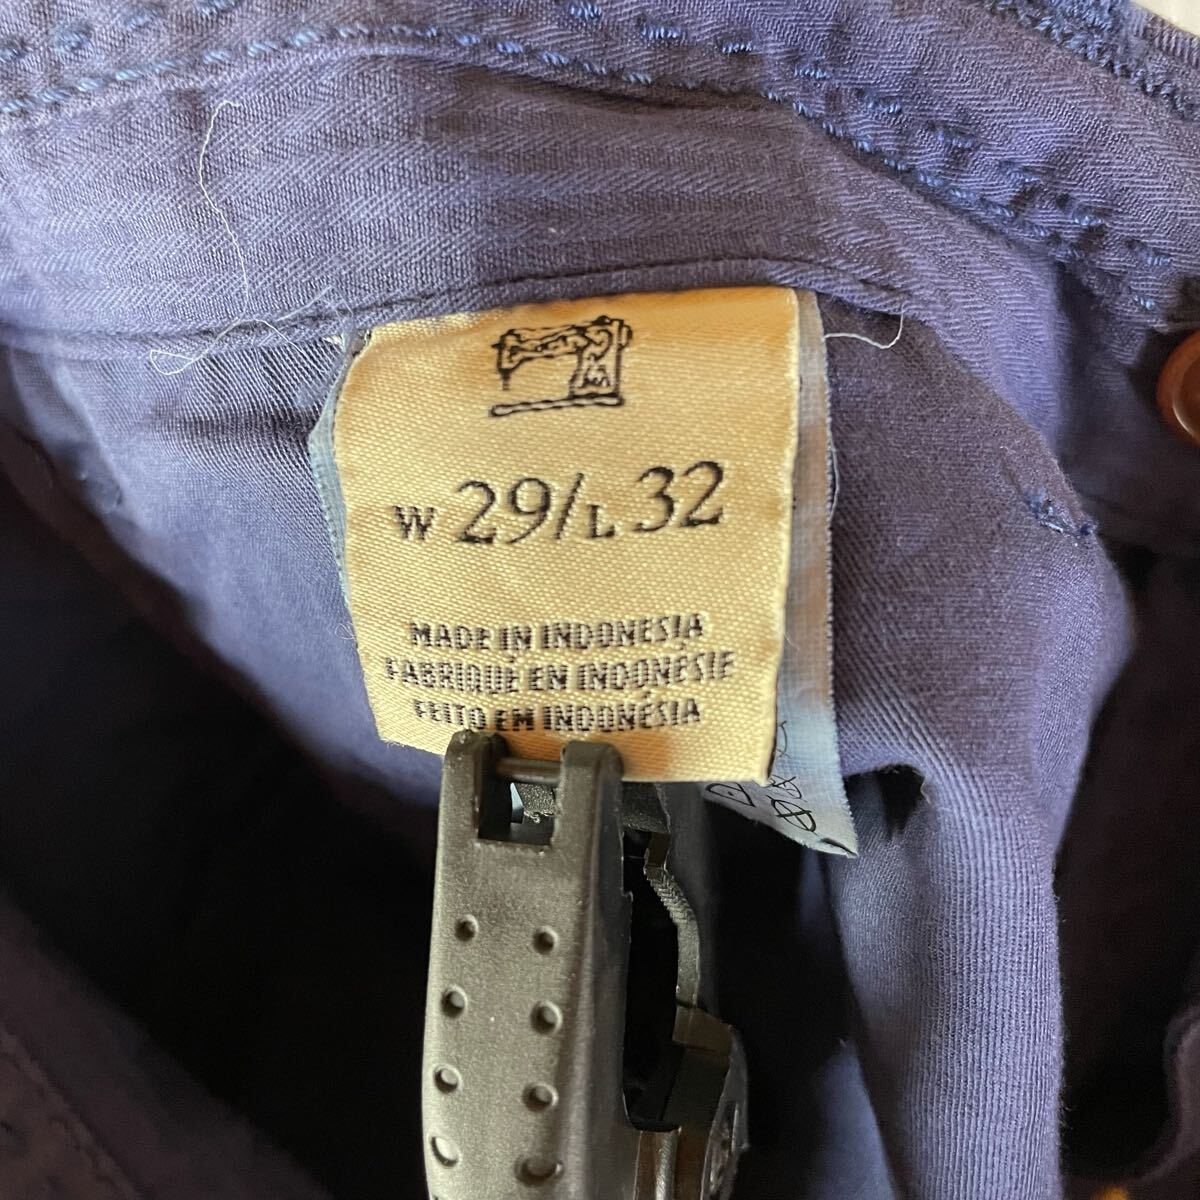 W 29/L 32
MADE IN INDONESIA
FABRIQUÉ EN INDONÉSIE
FEITO EM INDONÉSIA